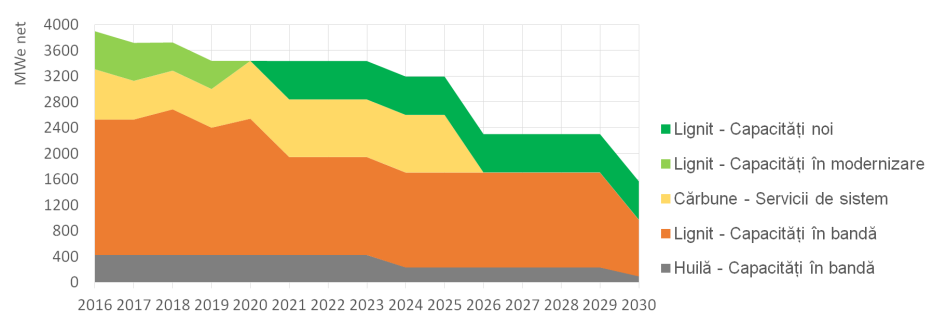 MWe net
4000
3600
3200
2800
2400
2000
1600
1200
800
400
0
2016 2017 2018 2019 2020 2021 2022 2023 2024 2025 2026 2027 2028 2029 2030
Lignit - Capacități noi
Lignit - Capacități în modernizare
Cărbune - Servicii de sistem
Lignit - Capacități în bandă
Huilă - Capacități în bandă